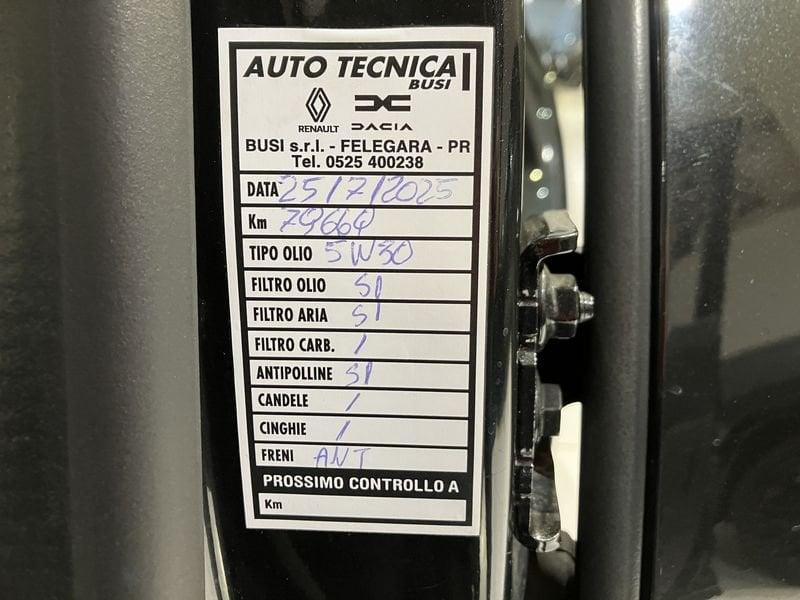 AUTO TECNICA
BUSI
RENAULT DACIA
BUSI s.r.l. - FELEGARA - PR
Tel. 0525 400238
DATA 25/7/2025
Km
TIPO OLIO 5W30
FILTRO OLIO SI
FILTRO ARIA SI
FILTRO CARB. /
ANTIPOLLINE SI
CANDELE /
CINGHIE /
FRENI ANT
PROSSIMO CONTROLLO A
Km